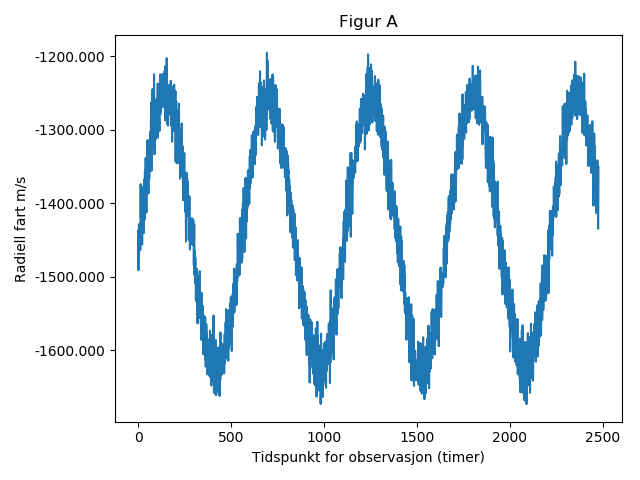 Figur A
-1200.000
-1300.000
-1400.000
-1500.000
-1600.000
Radiell fart m/s
0 500 1000 1500 2000 2500
Tidspunkt for observasjon (timer)